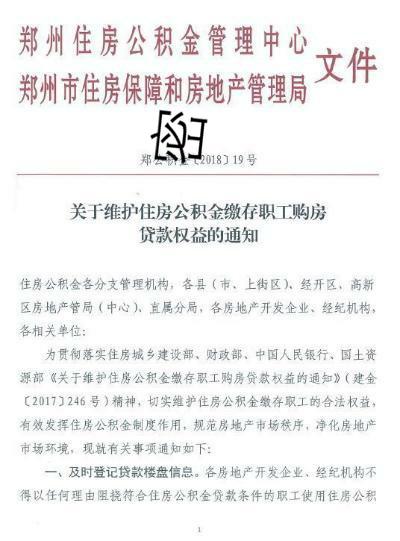 郑州住房公积金管理中心
郑州市住房保障和房地产管理局
文件
郑公积金〔2018〕19号
关于维护住房公积金缴存职工购房
贷款权益的通知
住房公积金各分支管理机构，各县（市、上街区）、经开区、高新
区房地产管局（中心）、直属分局，各房地产开发企业、经纪机构，
各相关单位：
为贯彻落实住房城乡建设部、财政部、中国人民银行、国土资
源部《关于维护住房公积金缴存职工购房贷款权益的通知》（建金
〔2017〕246号）精神，切实维护住房公积金缴存职工的合法权益，
有效发挥住房公积金制度作用，规范房地产市场秩序，净化房地产
市场环境，现就有关事项通知如下：
一、及时登记贷款楼盘信息。各房地产开发企业、经纪机构不
得以任何理由阻挠符合住房公积金贷款条件的职工使用住房公积
1